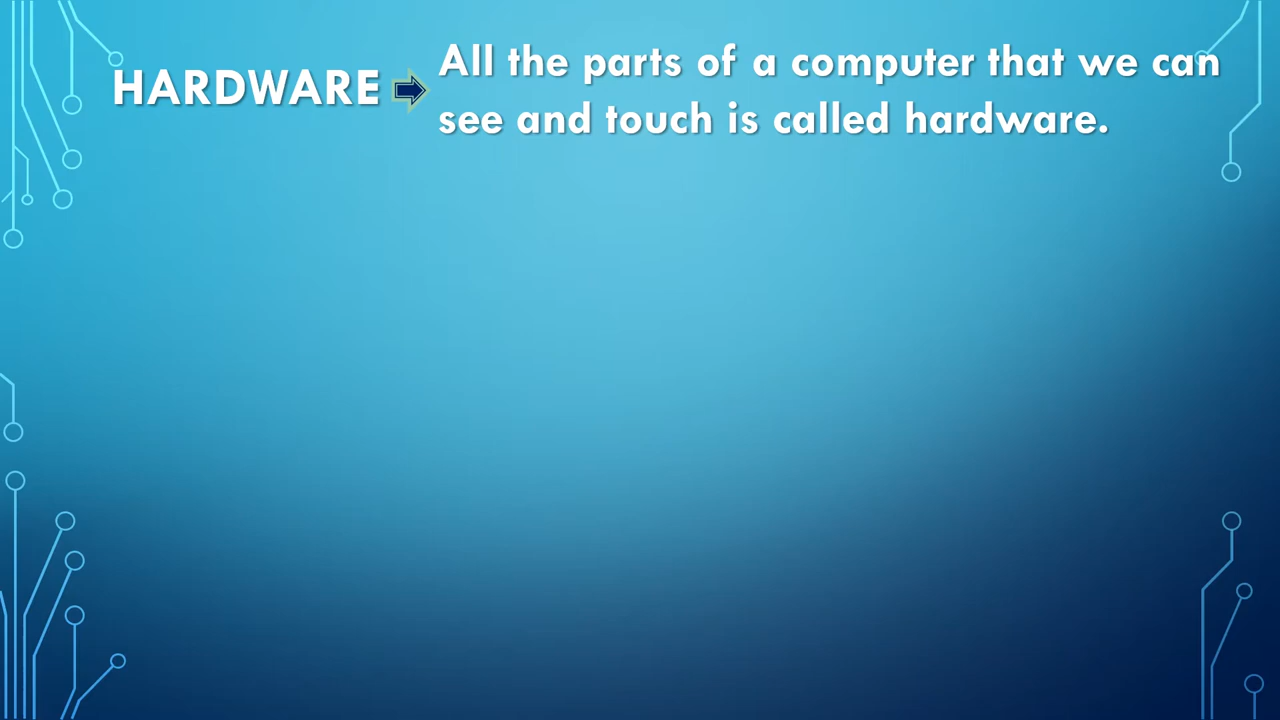 HARDWARE
All the parts of a computer that we can
see and touch is called hardware.